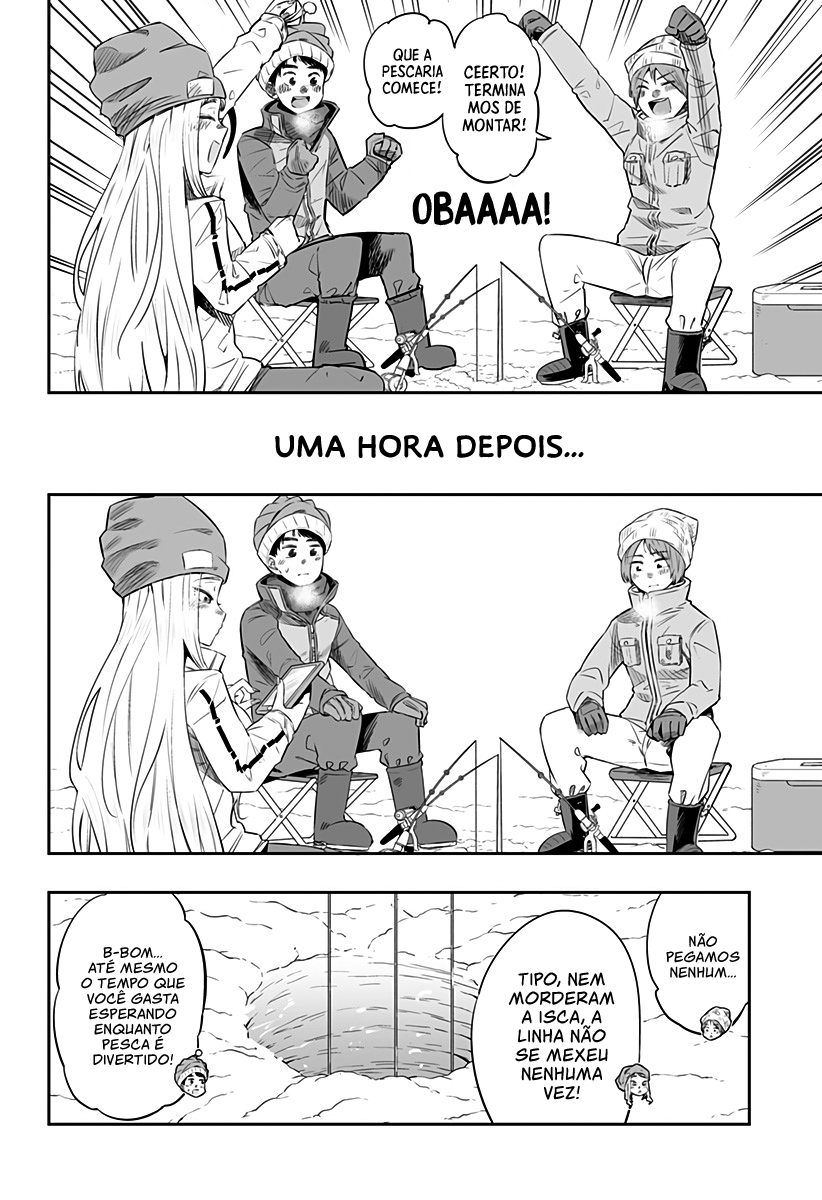 CEERTO!
TERMINA
MOS DE
MONTAR!
QUE A
PESCARIA
COMECE!
OBAAAA!
UMA HORA DEPOIS...
NÃO
PEGAMOS
NENHUM...
TIPO, NEM
MORDERAM
A ISCA, A
LINHA NÃO
SE MEXEU
NENHUMA
VEZ!
B-BOM...
ATÉ MESMO
O TEMPO QUE
VOCÊ GASTA
ESPERANDO
ENQUANTO
PESCA É
DIVERTIDO!